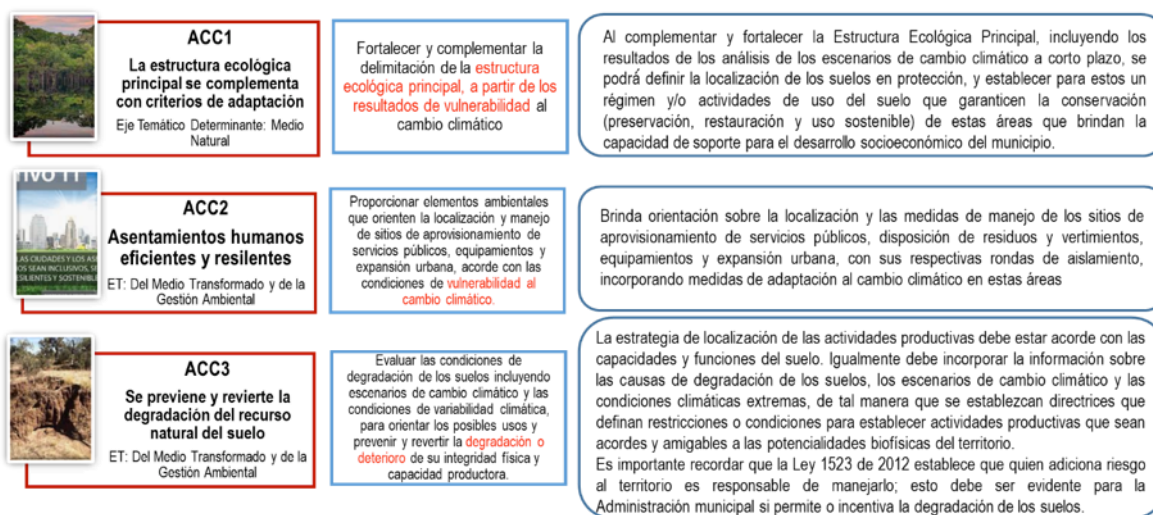 ACC1
La estructura ecológica
principal se complementa
con criterios de adaptación
Eje Temático Determinante: Medio
Natural
Fortalecer y complementar la
delimitación de la estructura
ecológica principal, a partir de los
resultados de vulnerabilidad al
cambio climático
Al complementar y fortalecer la Estructura Ecológica Principal, incluyendo los
resultados de los análisis de los escenarios de cambio climático a corto plazo, se
podrá definir la localización de los suelos en protección, y establecer para estos un
régimen y/o actividades de uso del suelo que garanticen la conservación
(preservación, restauración y uso sostenible) de estas áreas que brindan la
capacidad de soporte para el desarrollo socioeconómico del municipio.
TIVO 11
LAS CIUDADES Y LOS ASE
OS SEAN INCLUSIVOS, SE
ESILIENTES Y SOSTENIBLE
ACC2
Asentamientos humanos
eficientes y resilentes
ET: Del Medio Transformado y de la
Gestión Ambiental
Proporcionar elementos ambientales
que orienten la localización y manejo
de sitios de aprovisionamiento de
servicios públicos, equipamientos y
expansión urbana, acorde con las
condiciones de vulnerabilidad al
cambio climático.
Brinda orientación sobre la localización y las medidas de manejo de los sitios de
aprovisionamiento de servicios públicos, disposición de residuos y vertimientos,
equipamientos y expansión urbana, con sus respectivas rondas de aislamiento,
incorporando medidas de adaptación al cambio climático en estas áreas
ACC3
Se previene y revierte la
degradación del recurso
natural del suelo
ET: Del Medio Transformado y de la
Gestión Ambiental
Evaluar las condiciones de
degradación de los suelos incluyendo
escenarios de cambio climático y las
condiciones de variabilidad climática,
para orientar los posibles usos y
prevenir y revertir la degradación o
deterioro de su integridad física y
capacidad productora.
La estrategia de localización de las actividades productivas debe estar acorde con las
capacidades y funciones del suelo. Igualmente debe incorporar la información sobre
las causas de degradación de los suelos, los escenarios de cambio climático y las
condiciones climáticas extremas, de tal manera que se establezcan directrices que
definan restricciones o condiciones para establecer actividades productivas que sean
acordes y amigables a las potencialidades biofísicas del territorio.
Es importante recordar que la Ley 1523 de 2012 establece que quien adiciona riesgo
al territorio es responsable de manejarlo; esto debe ser evidente para la
Administración municipal si permite o incentiva la degradación de los suelos.